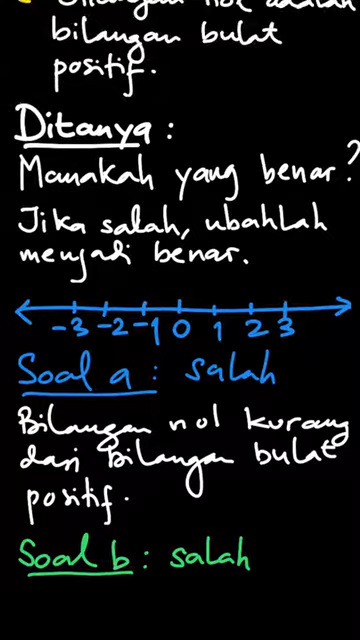 bilangan bulat
positif.
Ditanya:
Manakah yang benar?
Jika salah, ubahlah
menjadi benar.
-3 -2 -1 0 1 2 3
Soal a: salah
Bilangan nol kurang
dari Bilangan bulat
positif.
Soal b: salah